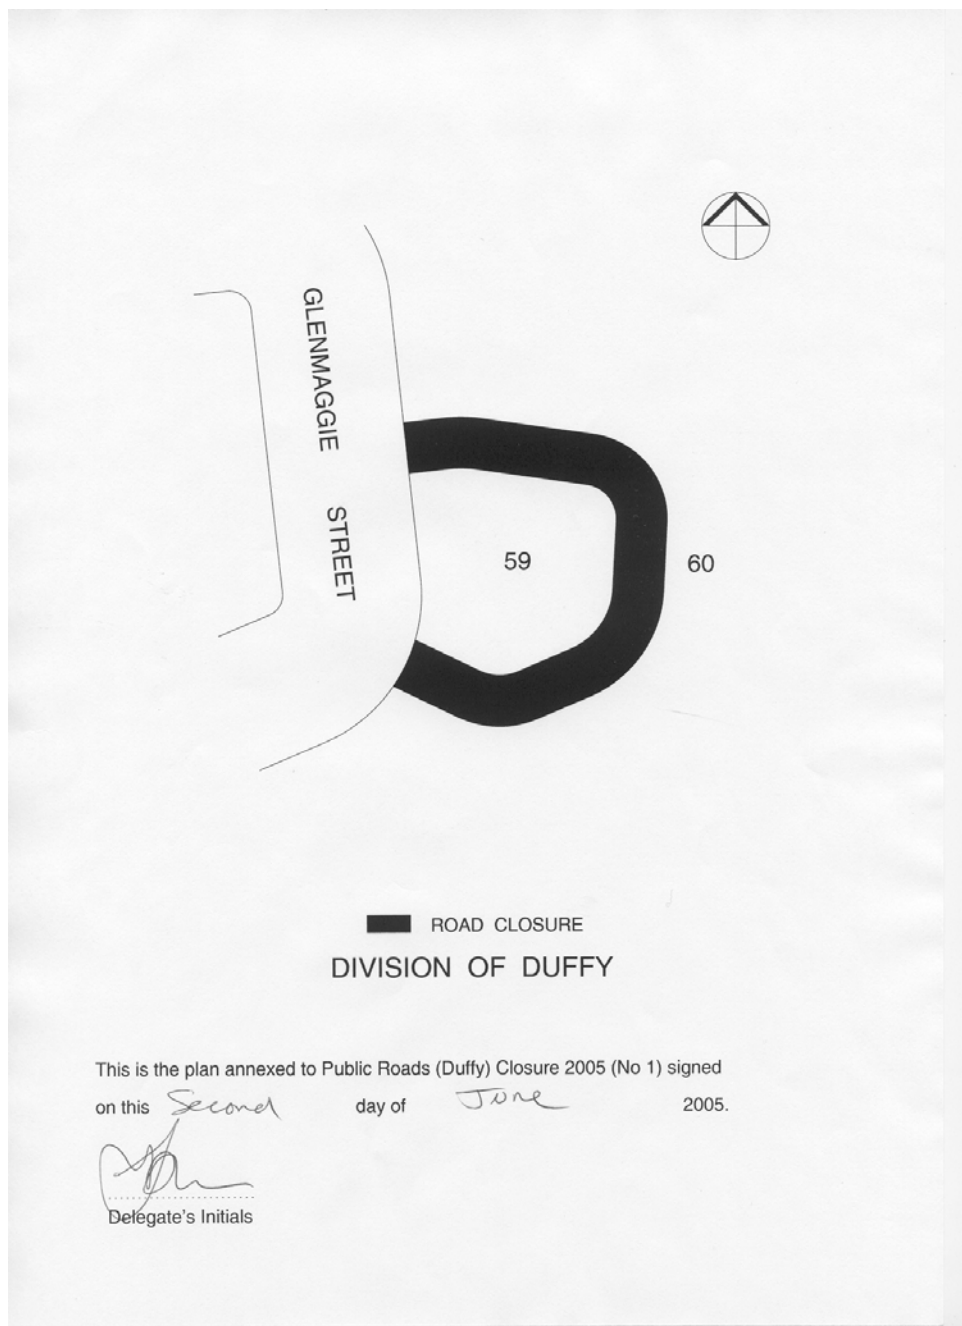 GLENMAGGIE STREET
59
60
ROAD CLOSURE
DIVISION OF DUFFY
This is the plan annexed to Public Roads (Duffy) Closure 2005 (No 1) signed
on this Second day of June 2005.
Delegate's Initials